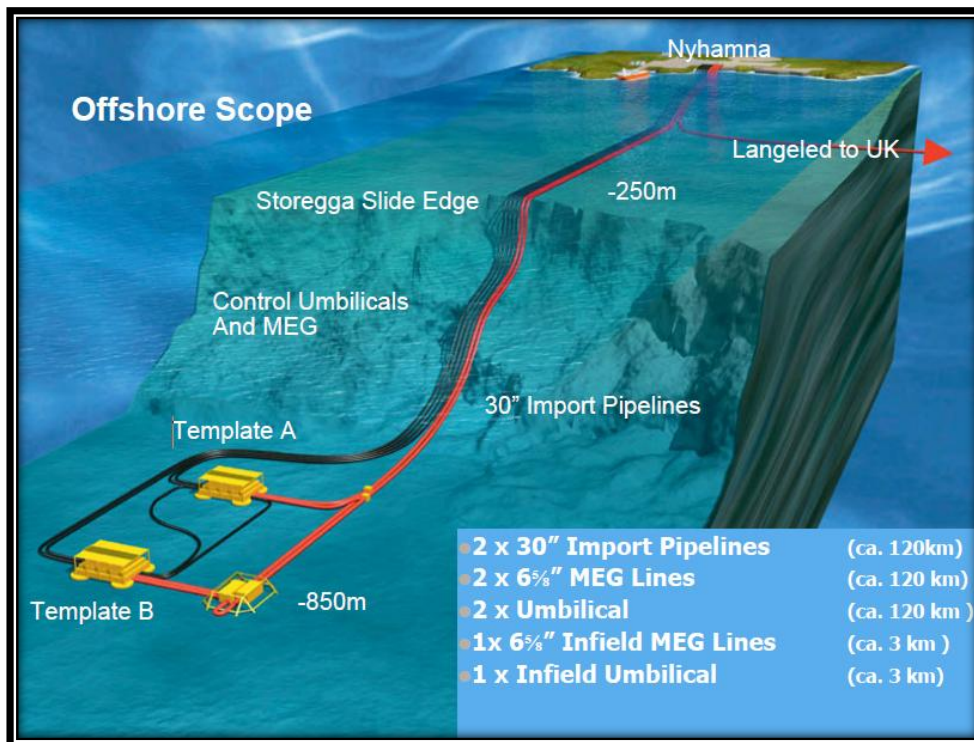 Nyhamna
Offshore Scope
Langeled to UK
-250m
Storegga Slide Edge
Control Umbilicals
And MEG
30” Import Pipelines
Template A
Template B
-850m
2 x 30” Import Pipelines (ca. 120km)
2 x 6⅝” MEG Lines (ca. 120 km)
2 x Umbilical (ca. 120 km )
1x 6⅝” Infield MEG Lines (ca. 3 km )
1 x Infield Umbilical (ca. 3 km)